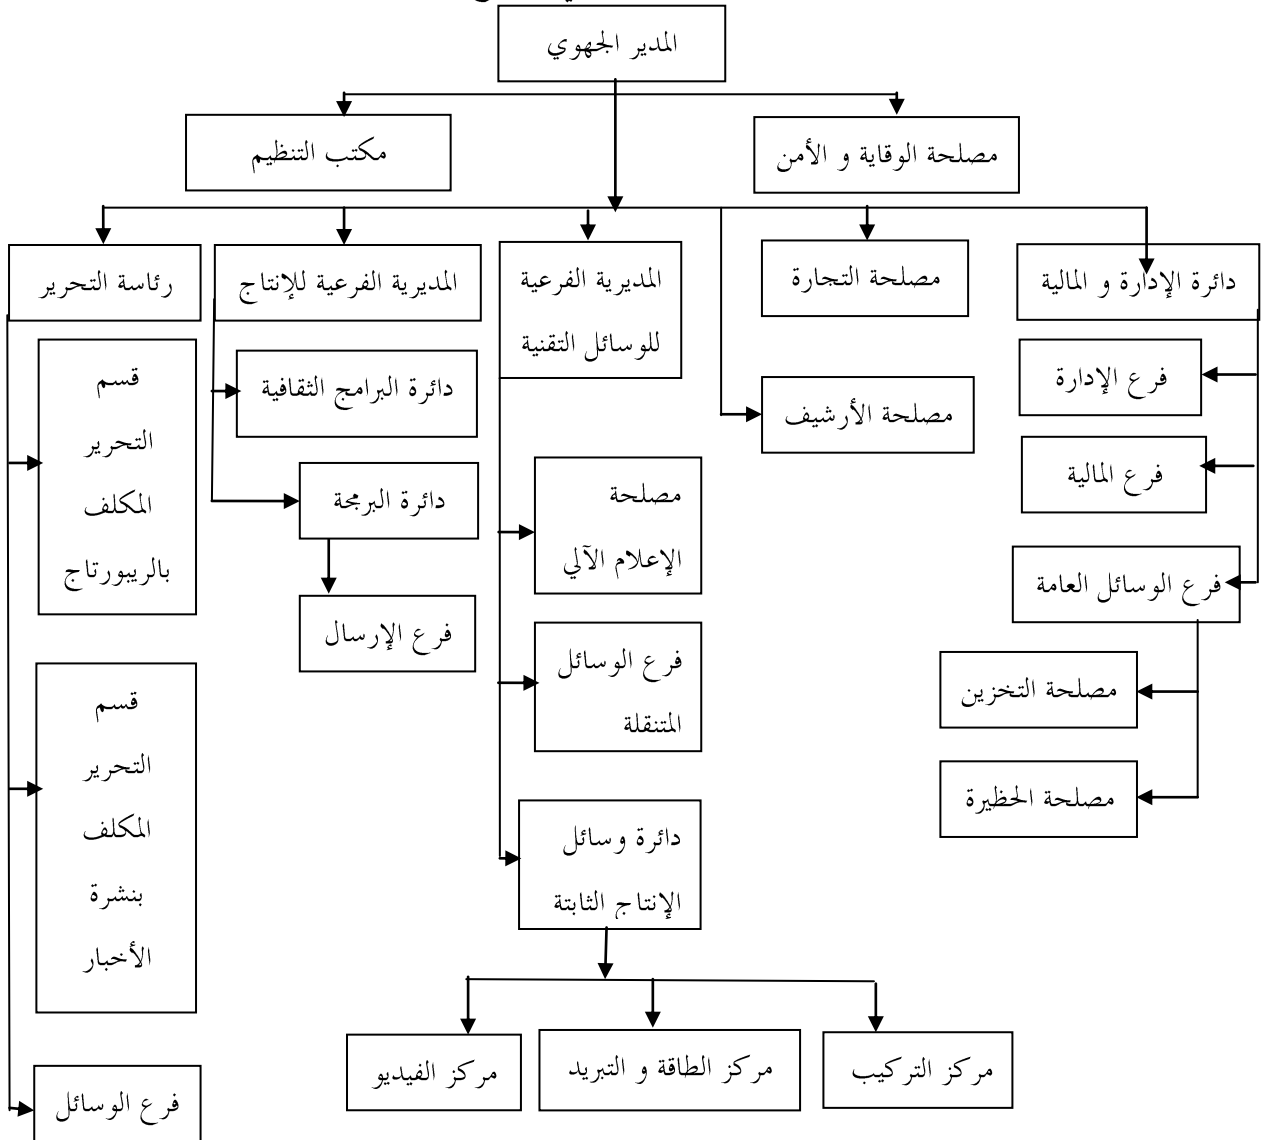 المدير الجهوي
مصلحة الوقاية و الأمن
مكتب التنظيم
دائرة الإدارة و المالية
مصلحة التجارة
المديرية الفرعية
للوسائل التقنية
المديرية الفرعية للإنتاج
رئاسة التحرير
فرع الإدارة
فرع المالية
فرع الوسائل العامة
مصلحة التخزين
مصلحة الحظيرة
مصلحة الأرشيف
مصلحة
الإعلام الآلي
فرع الوسائل
المتنقلة
دائرة وسائل
الإنتاج الثابتة
مركز التركيب
مركز الطاقة و التبريد
مركز الفيديو
دائرة البرامج الثقافية
دائرة البرمجة
فرع الإرسال
قسم
التحرير
المكلف
بالريبورتاج
قسم
التحرير
المكلف
بنشرة
الأخبار
فرع الوسائل